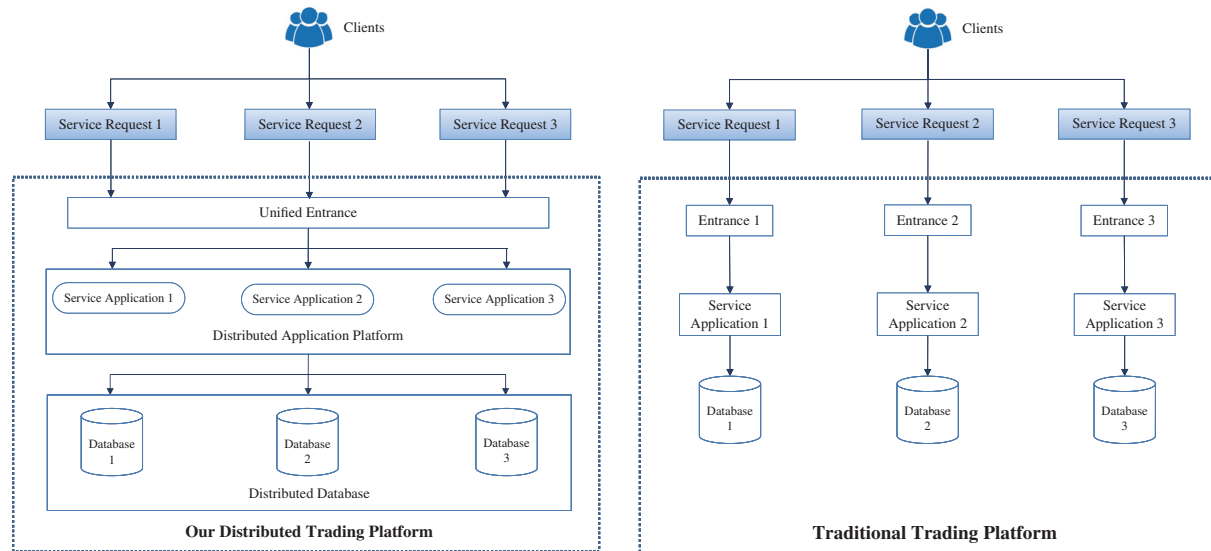 Clients
Service Request 1
Service Request 2
Service Request 3
Unified Entrance
Service Application 1
Service Application 2
Service Application 3
Distributed Application Platform
Database
1
Database
2
Database
3
Distributed Database
Our Distributed Trading Platform
Clients
Service Request 1
Service Request 2
Service Request 3
Entrance 1
Entrance 2
Entrance 3
Service
Application 1
Service
Application 2
Service
Application 3
Database
1
Database
2
Database
3
Traditional Trading Platform